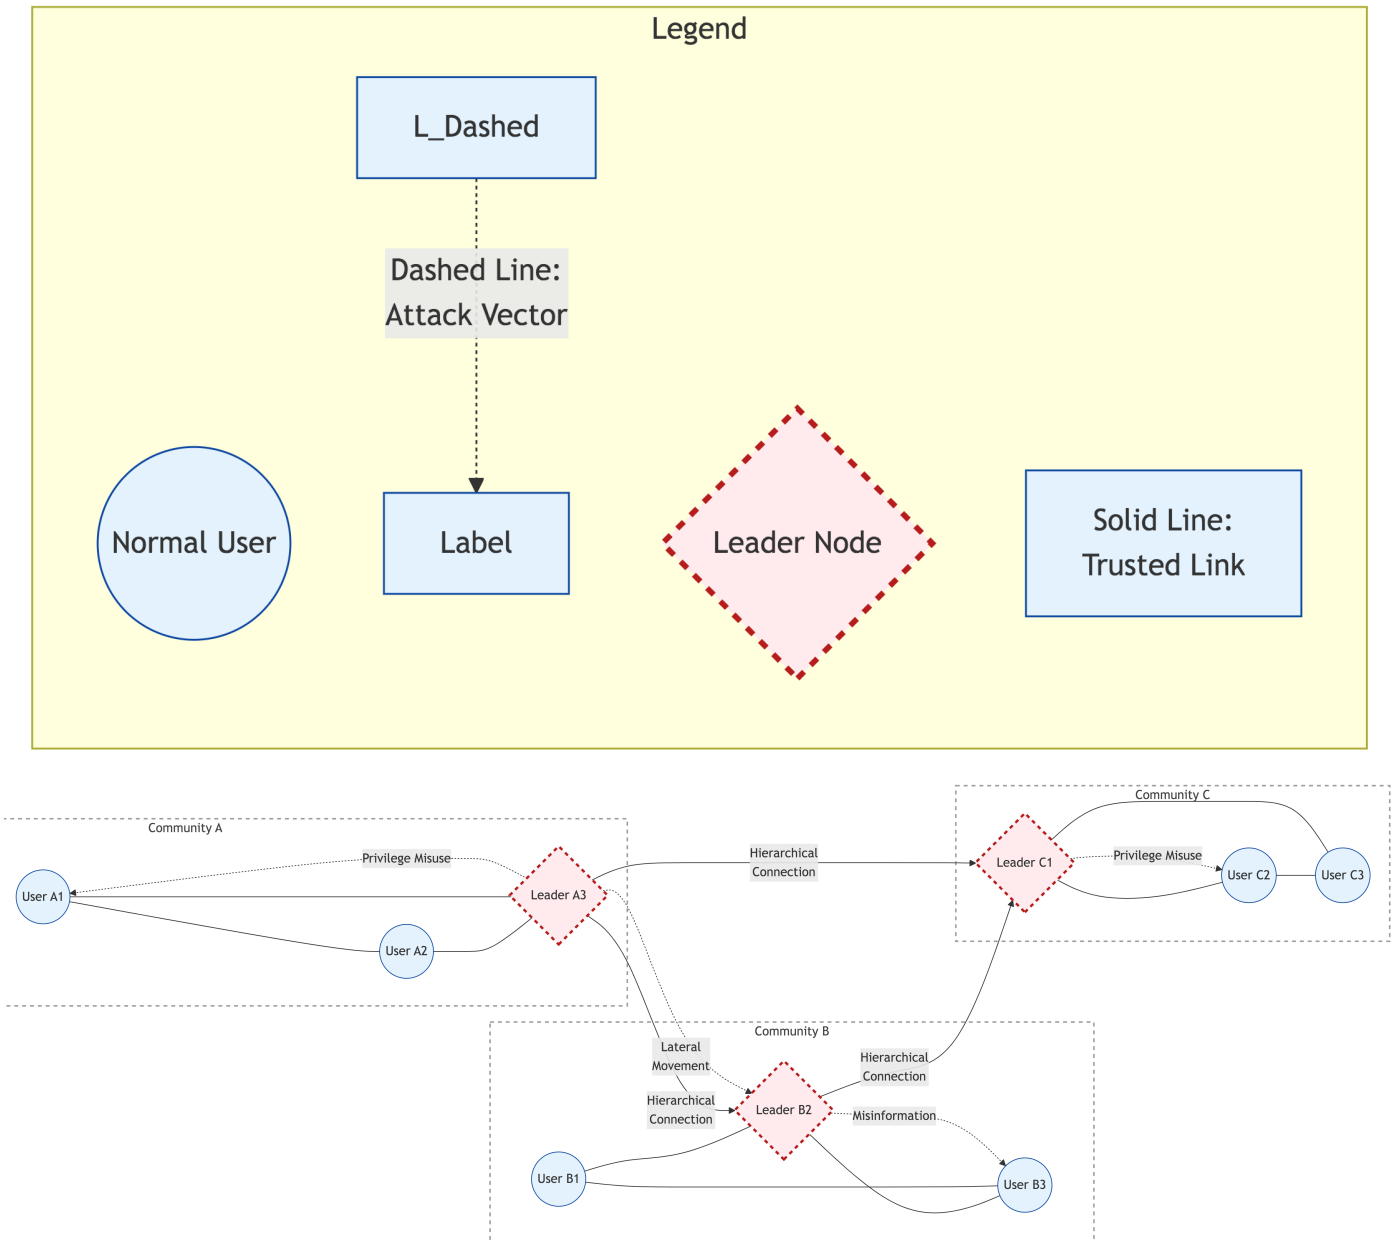 Legend
L_Dashed
Dashed Line:
Attack Vector
Normal User
Label
Leader Node
Solid Line:
Trusted Link
Community C
Community A
Hierarchical
Connection
Privilege Misuse
Leader C1
Privilege Misuse
User C2
User C3
User A1
Leader A3
User A2
Community B
Lateral
Movement
Hierarchical
Connection
Hierarchical
Connection
Leader B2
Misinformation
User B1
User B3